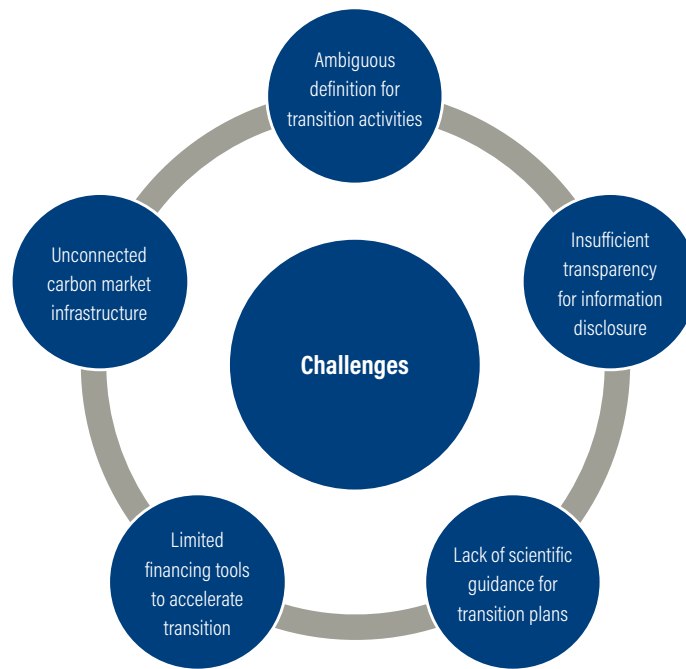 Ambiguous
definition for
transition activities
Insufficient
transparency
for information
disclosure
Lack of scientific
guidance for
transition plans
Limited
financing tools
to accelerate
transition
Unconnected
carbon market
infrastructure
Challenges